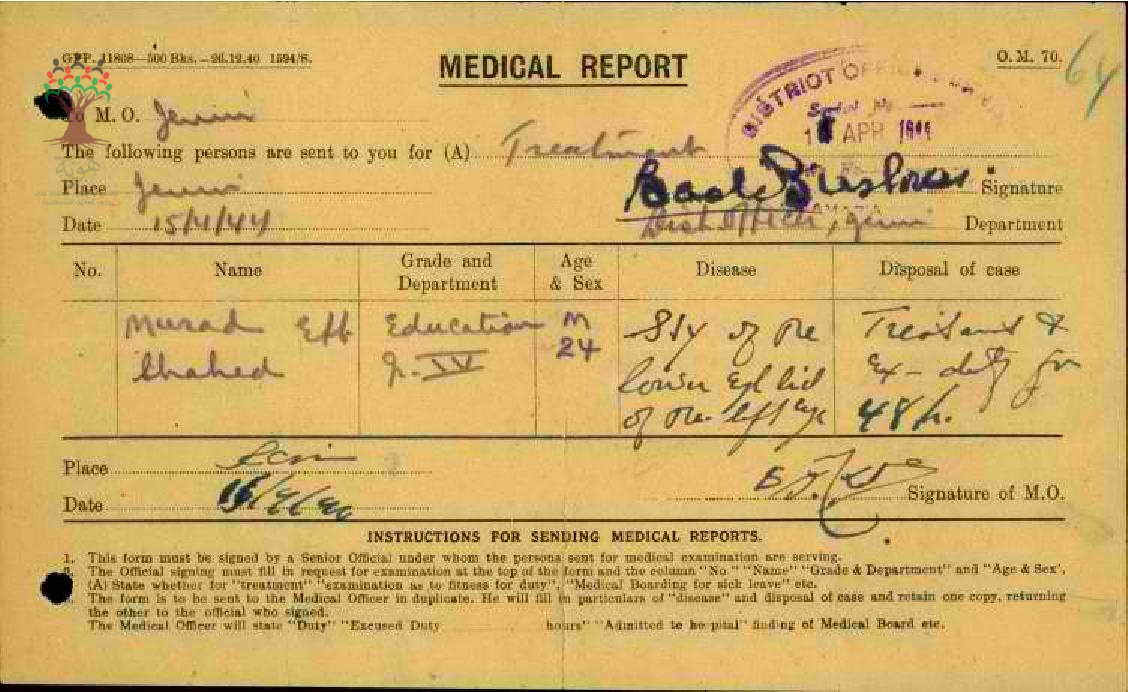 G.P.P. 11808—500 Bks.—26.12.40 1594/S.
O. M. 70.
64
MEDICAL REPORT
DISTRICT OFFICE
APR
To M. O. Jenin
The following persons are sent to you for (A) Treatment
Place Jenin
Signature
Date 15/4/44
Dist Officer, Jenin Department
No. Name Grade and Department Age & Sex Disease Disposal of case
Murad Eff Education M Sty of the Treatment &
Shahed G. IV 24 lower eye lid Ex-duty for
of the left eye 48 h.
Place
Date
Signature of M.O.
INSTRUCTIONS FOR SENDING MEDICAL REPORTS.
1. This form must be signed by a Senior Official under whom the persons sent for medical examination are serving.
The Official signing must fill in request for examination at the top of the form and the column "No." "Name" "Grade & Department" and "Age & Sex',
(A) State whether for "treatment" "examination as to fitness for duty", "Medical Boarding for sick leave" etc.
The form is to be sent to the Medical Officer in duplicate. He will fill in particulars of "disease" and disposal of case and retain one copy, returning
the other to the official who signed.
The Medical Officer will state "Duty" "Excused Duty hours" "Admitted to hospital" finding of Medical Board etc.